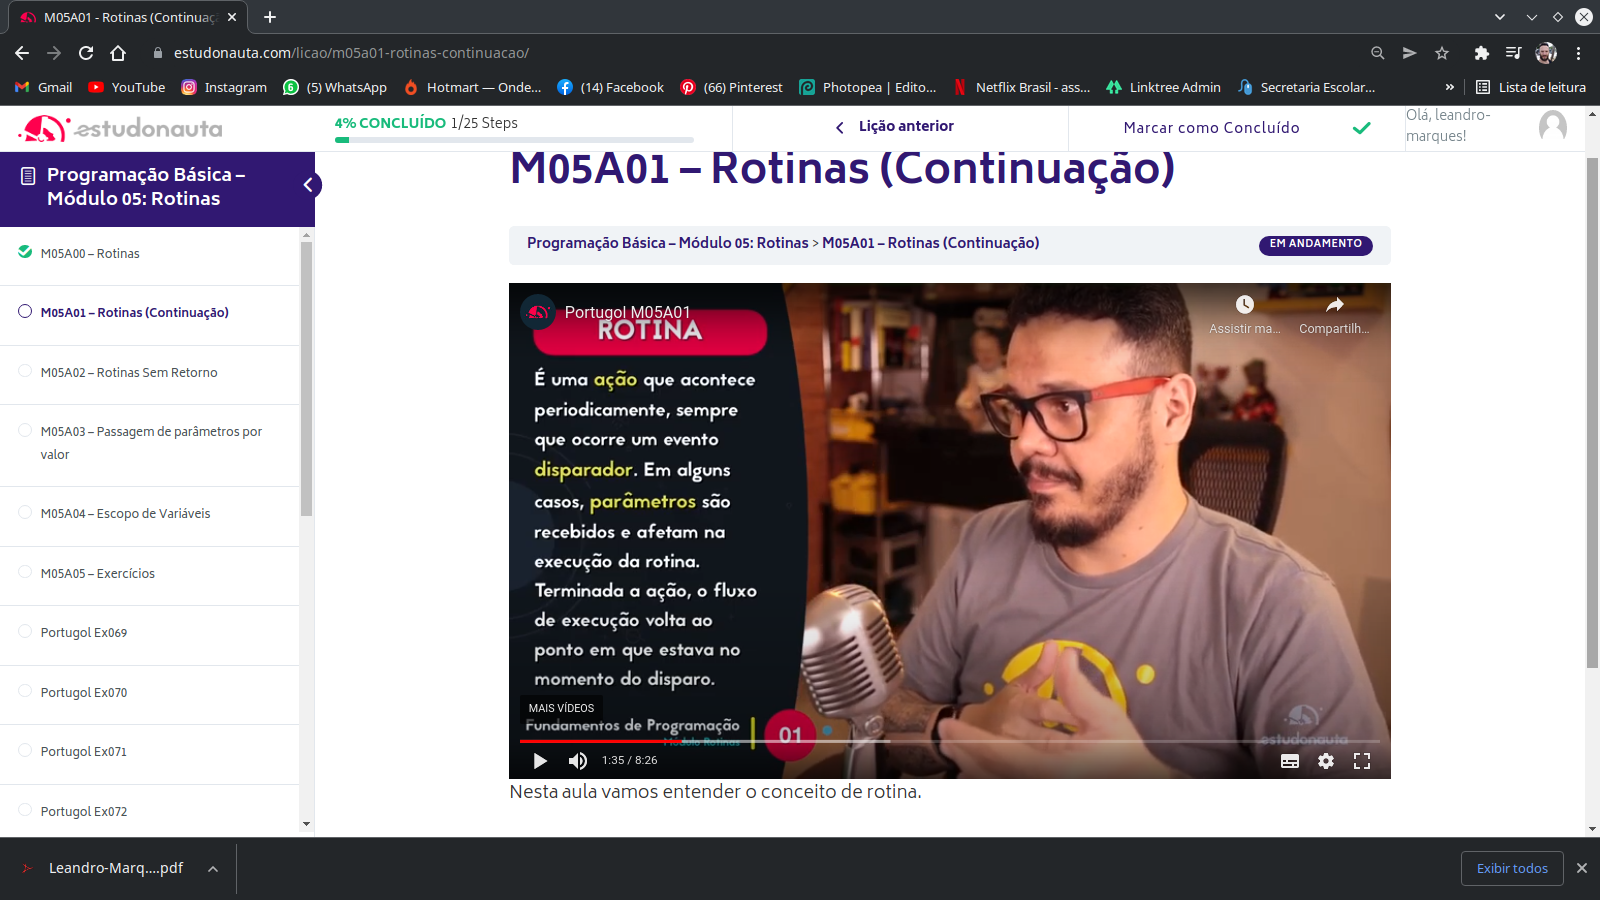 M05A01 - Rotinas (Continuaç
estudonauta.com/licao/m05a01-rotinas-continuacao/
Gmail
YouTube
Instagram
(5) WhatsApp
Hotmart — Onde...
(14) Facebook
(66) Pinterest
Photopea | Edito...
Netflix Brasil - ass...
Linktree Admin
Secretaria Escolar...
»
Lista de leitura
estudonauta
4% CONCLUÍDO 1/25 Steps
Lição anterior
Marcar como Concluído
Olá, leandro-
marques!
Programação Básica –
Módulo 05: Rotinas
M05A00 – Rotinas
M05A01 – Rotinas (Continuação)
M05A02 – Rotinas Sem Retorno
M05A03 – Passagem de parâmetros por
valor
M05A04 – Escopo de Variáveis
M05A05 – Exercícios
Portugol Ex069
Portugol Ex070
Portugol Ex071
Portugol Ex072
M05A01 – Rotinas (Continuação)
Programação Básica – Módulo 05: Rotinas > M05A01 – Rotinas (Continuação)
EM ANDAMENTO
Portugol M05A01
Assistir ma...
Compartilh...
ROTINA
É uma ação que acontece
periodicamente, sempre
que ocorre um evento
disparador. Em alguns
casos, parâmetros são
recebidos e afetam na
execução da rotina.
Terminada a ação, o fluxo
de execução volta ao
ponto em que estava no
momento do disparo.
MAIS VÍDEOS
Fundamentos de Programação
Módulo Rotinas
01
estudonauta
1:35 / 8:26
Nesta aula vamos entender o conceito de rotina.
Leandro-Marq....pdf
Exibir todos